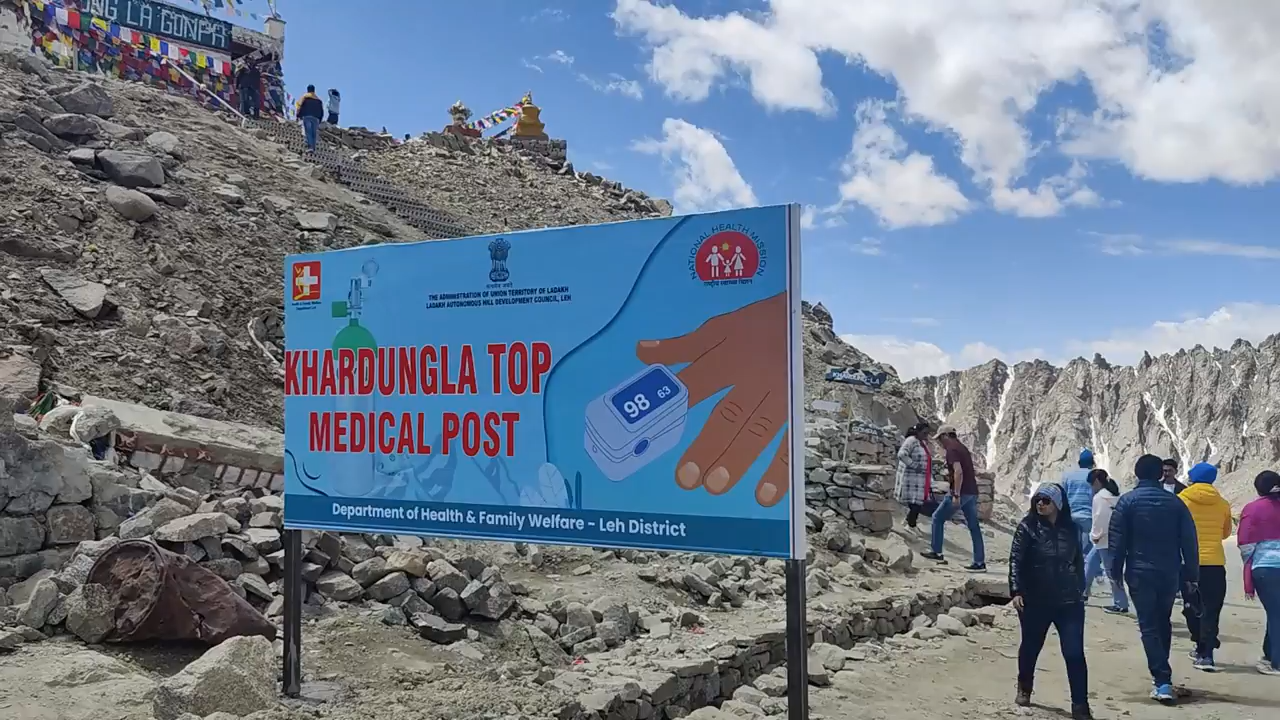 NG LA GONPA
NATIONAL HEALTH MISSION
THE ADMINISTRATION OF UNION TERRITORY OF LADAKH
LADAKH AUTONOMOUS HILL DEVELOPMENT COUNCIL, LEH
98 63
KHARDUNGLA TOP
MEDICAL POST
Department of Health & Family Welfare - Leh District